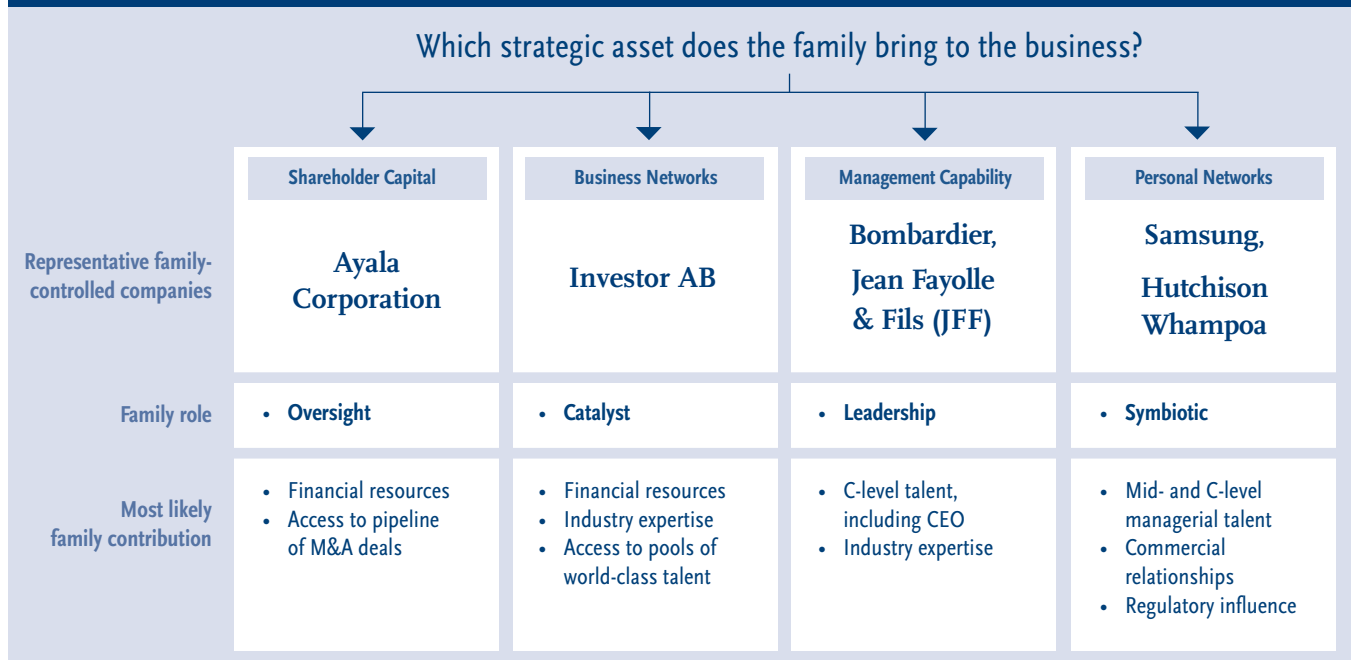 Which strategic asset does the family bring to the business?
Shareholder Capital
Business Networks
Management Capability
Personal Networks
Representative family-
controlled companies
Ayala
Corporation
Investor AB
Bombardier,
Jean Fayolle
& Fils (JFF)
Samsung,
Hutchison
Whampoa
Family role
• Oversight
• Catalyst
• Leadership
• Symbiotic
Most likely
family contribution
• Financial resources
• Access to pipeline
of M&A deals
• Financial resources
• Industry expertise
• Access to pools of
world-class talent
• C-level talent,
including CEO
• Industry expertise
• Mid- and C-level
managerial talent
• Commercial
relationships
• Regulatory influence